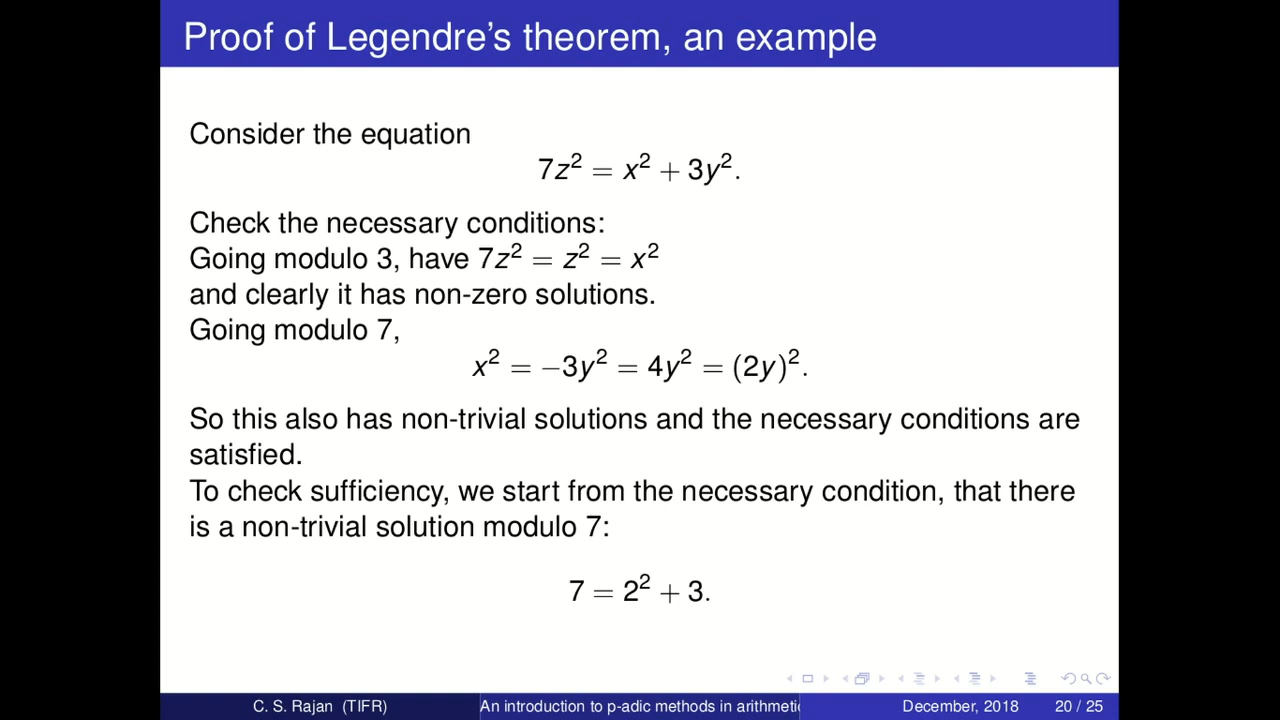 Proof of Legendre's theorem, an example
Consider the equation
7z² = x² + 3y².
Check the necessary conditions:
Going modulo 3, have 7z² = z² = x²
and clearly it has non-zero solutions.
Going modulo 7,
x² = −3y² = 4y² = (2y)².
So this also has non-trivial solutions and the necessary conditions are
satisfied.
To check sufficiency, we start from the necessary condition, that there
is a non-trivial solution modulo 7:
7 = 2² + 3.
C. S. Rajan (TIFR) An introduction to p-adic methods in arithmetic December, 2018 20 / 25